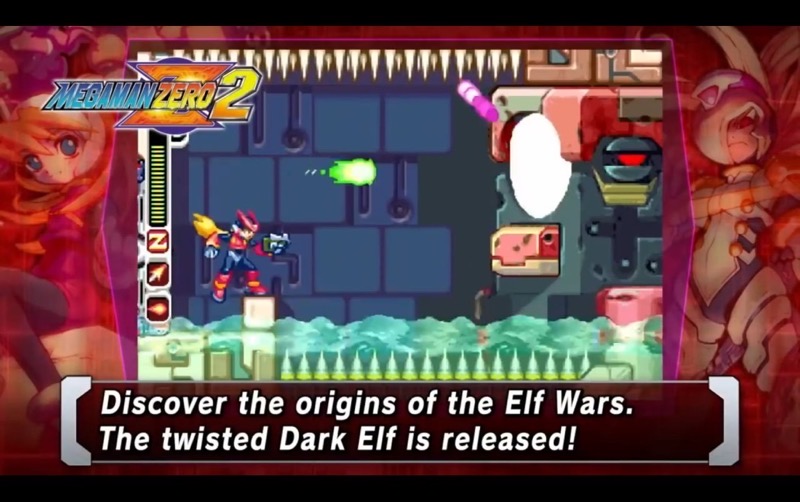 MEGAMAN ZERO 2
Z
Discover the origins of the Elf Wars.
The twisted Dark Elf is released!